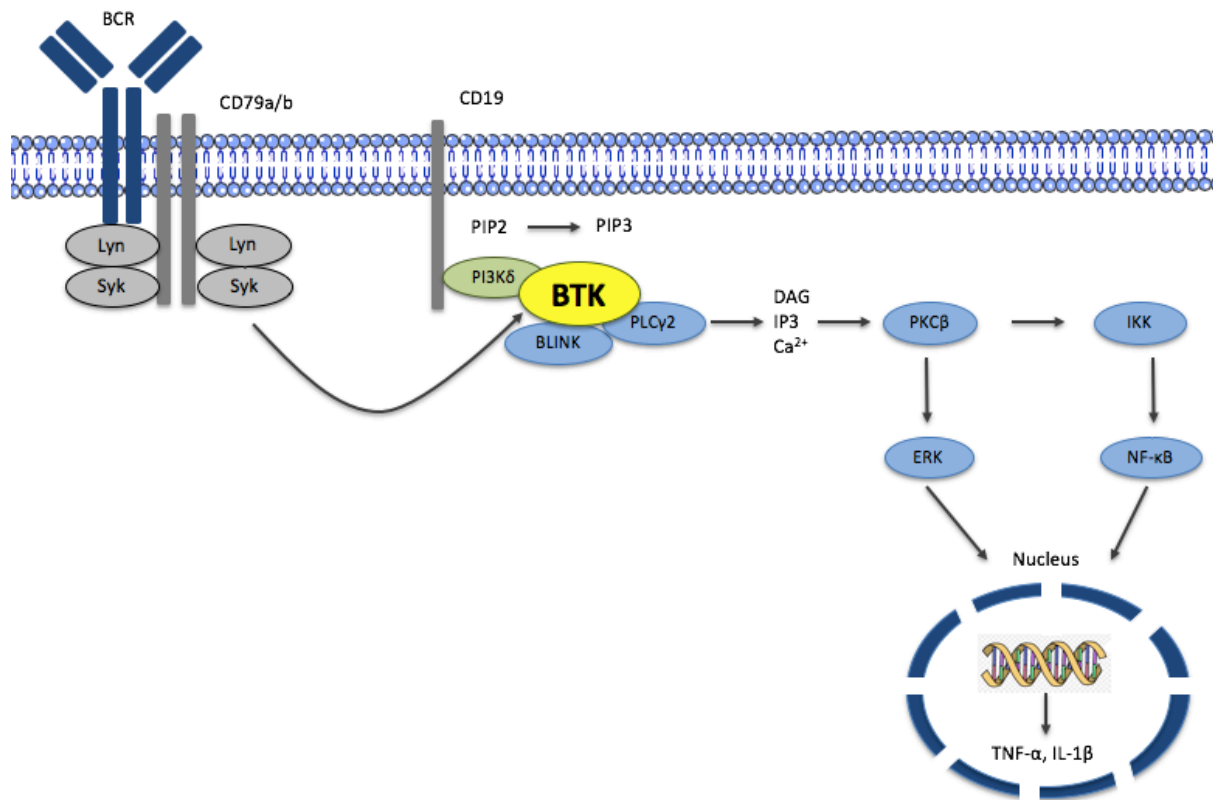 BCR
CD79a/b
CD19
Lyn
Syk
Lyn
Syk
PIP2
PIP3
PI3Kδ
BTK
BLINK
PLCγ2
DAG
IP3
Ca²⁺
PKCβ
IKK
ERK
NF-κB
Nucleus
TNF-α, IL-1β